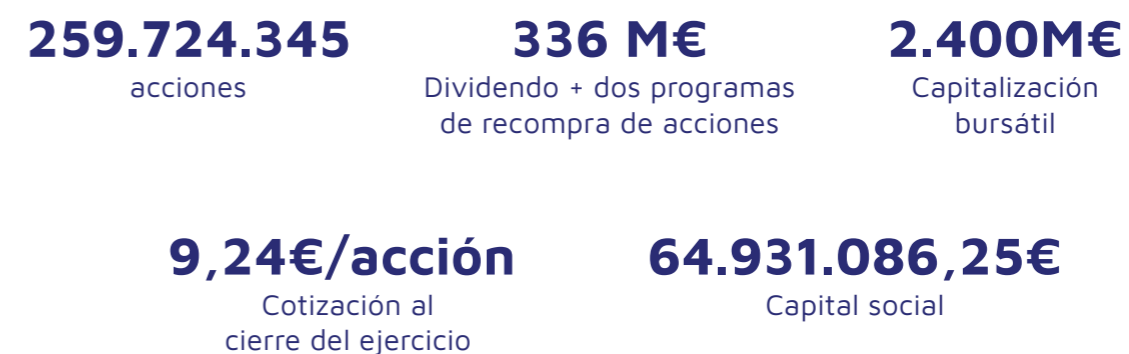 259.724.345
acciones
336 M€
Dividendo + dos programas
de recompra de acciones
2.400M€
Capitalización
bursátil
9,24€/acción
Cotización al
cierre del ejercicio
64.931.086,25€
Capital social